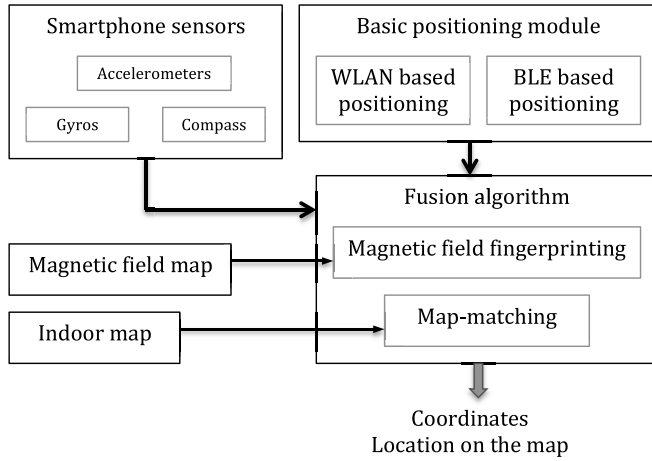 Smartphone sensors
Accelerometers
Gyros
Compass
Basic positioning module
WLAN based
positioning
BLE based
positioning
Fusion algorithm
Magnetic field fingerprinting
Map-matching
Magnetic field map
Indoor map
Coordinates
Location on the map